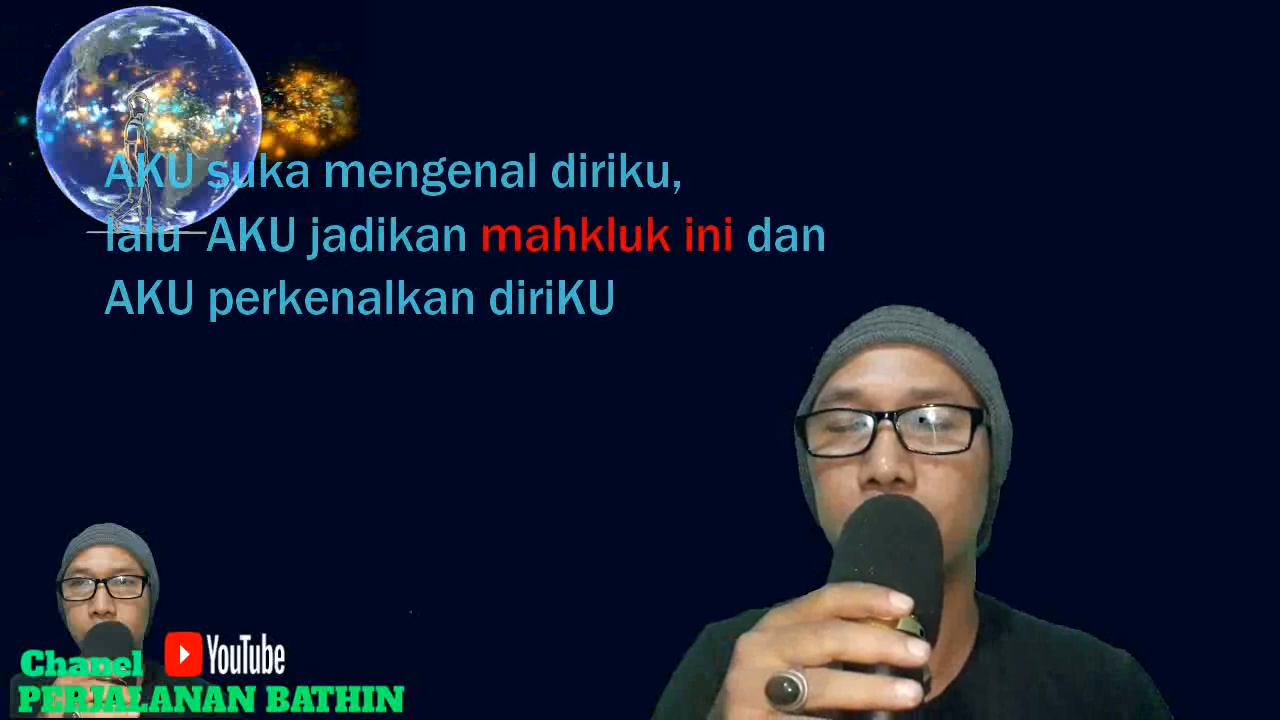 AKU suka mengenal diriku,
lalu AKU jadikan mahkluk ini dan
AKU perkenalkan diriKU
Chanel YouTube
PERJALANAN BATHIN